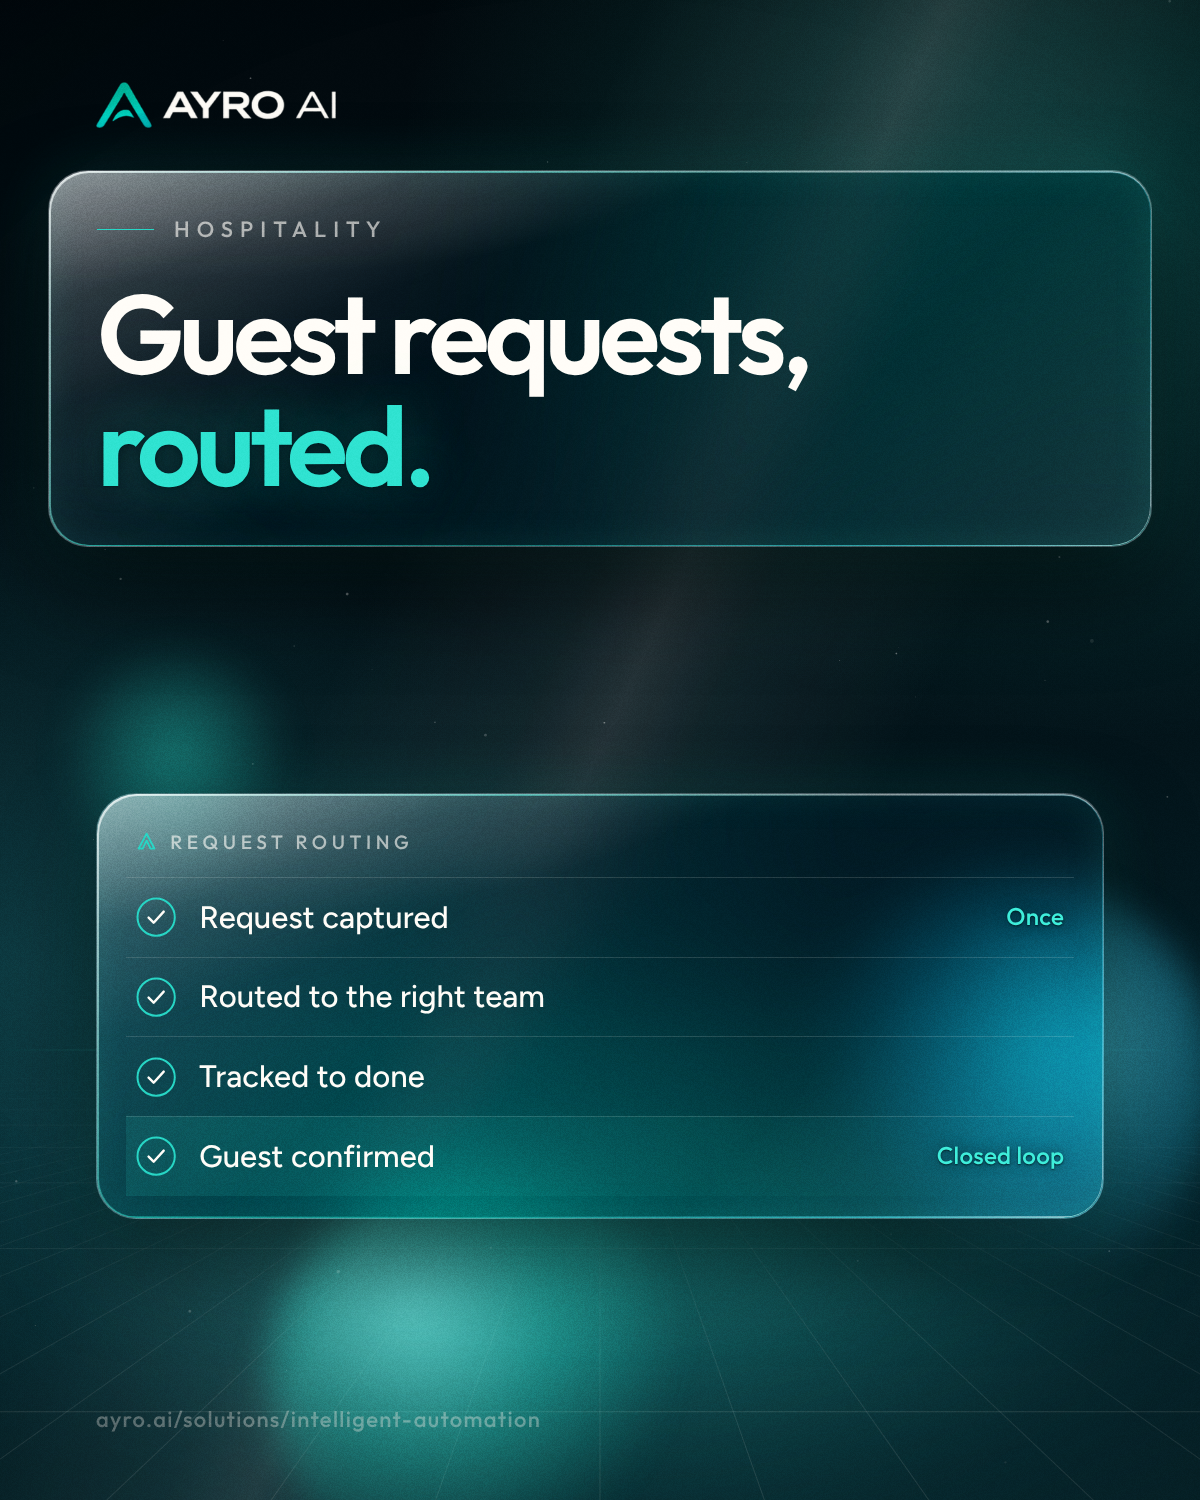 AYRO AI
HOSPITALITY
Guest requests,
routed.
REQUEST ROUTING
Request captured
Once
Routed to the right team
Tracked to done
Guest confirmed
Closed loop
ayro.ai/solutions/intelligent-automation